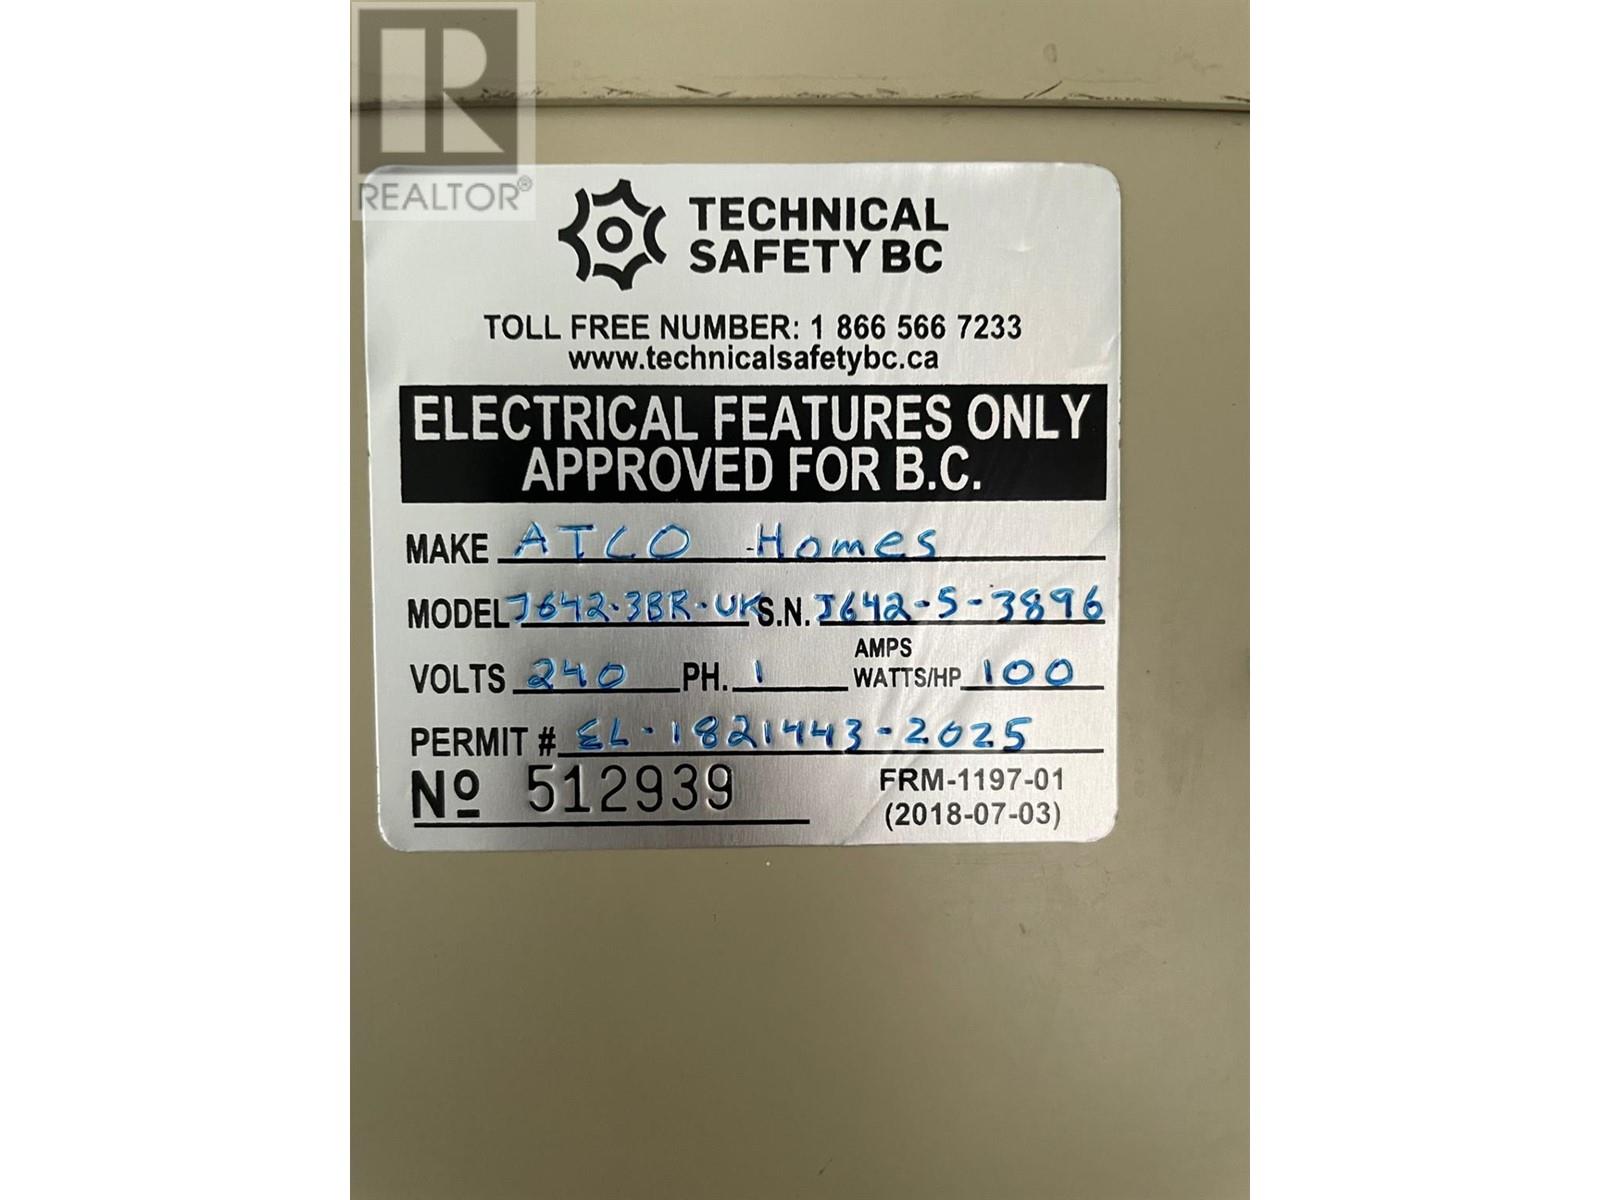 REALTOR®
TECHNICAL
SAFETY BC
TOLL FREE NUMBER: 1 866 566 7233
www.technicalsafetybc.ca
ELECTRICAL FEATURES ONLY
APPROVED FOR B.C.
MAKE ATCO Homes
MODEL J642-3BR-UK S.N. J642-5-3896
AMPS
VOLTS 240 PH. 1 WATTS/HP 100
PERMIT # EL-1821443-2025
Nº 512939 FRM-1197-01
(2018-07-03)